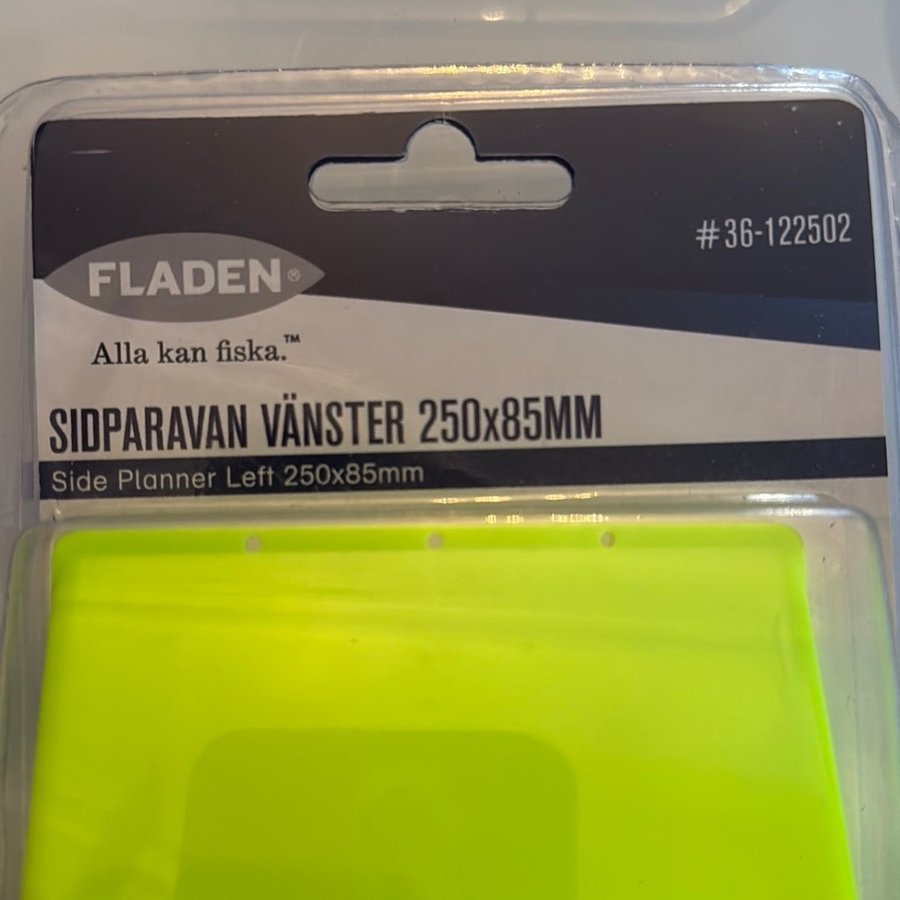 #36-122502
FLADEN®
Alla kan fiska.™
SIDPARAVAN VÄNSTER 250x85MM
Side Planner Left 250x85mm